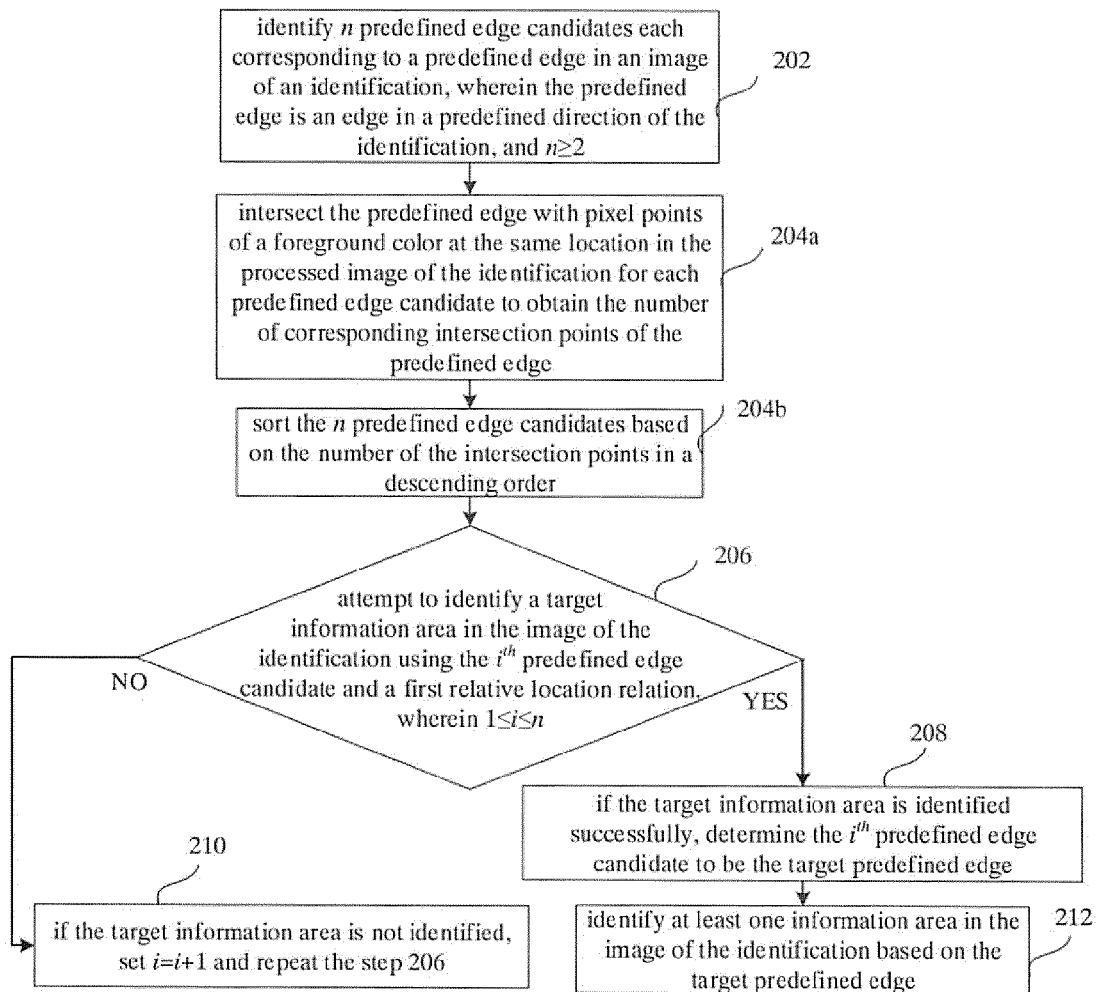 identify n predefined edge candidates each
corresponding to a predefined edge in an image
of an identification, wherein the predefined
edge is an edge in a predefined direction of the
identification, and n≥2
202
intersect the predefined edge with pixel points
of a foreground color at the same location in the
processed image of the identification for each
predefined edge candidate to obtain the number
of corresponding intersection points of the
predefined edge
204a
204b
sort the n predefined edge candidates based
on the number of the intersection points in a
descending order
206
attempt to identify a target
information area in the image of the
identification using the i^th predefined edge
candidate and a first relative location relation,
wherein 1≤i≤n
NO
YES
208
if the target information area is identified
successfully, determine the i^th predefined edge
candidate to be the target predefined edge
210
if the target information area is not identified,
set i=i+1 and repeat the step 206
212
identify at least one information area in the
image of the identification based on the
target predefined edge